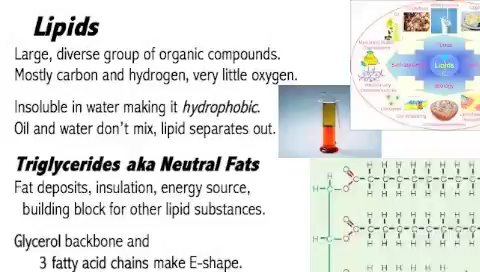 Lipids
Large, diverse group of organic compounds.
Mostly carbon and hydrogen, very little oxygen.
Insoluble in water making it hydrophobic.
Oil and water don't mix, lipid separates out.
Triglycerides aka Neutral Fats
Fat deposits, insulation, energy source,
building block for other lipid substances.
Glycerol backbone and
3 fatty acid chains make E-shape.
Lipids